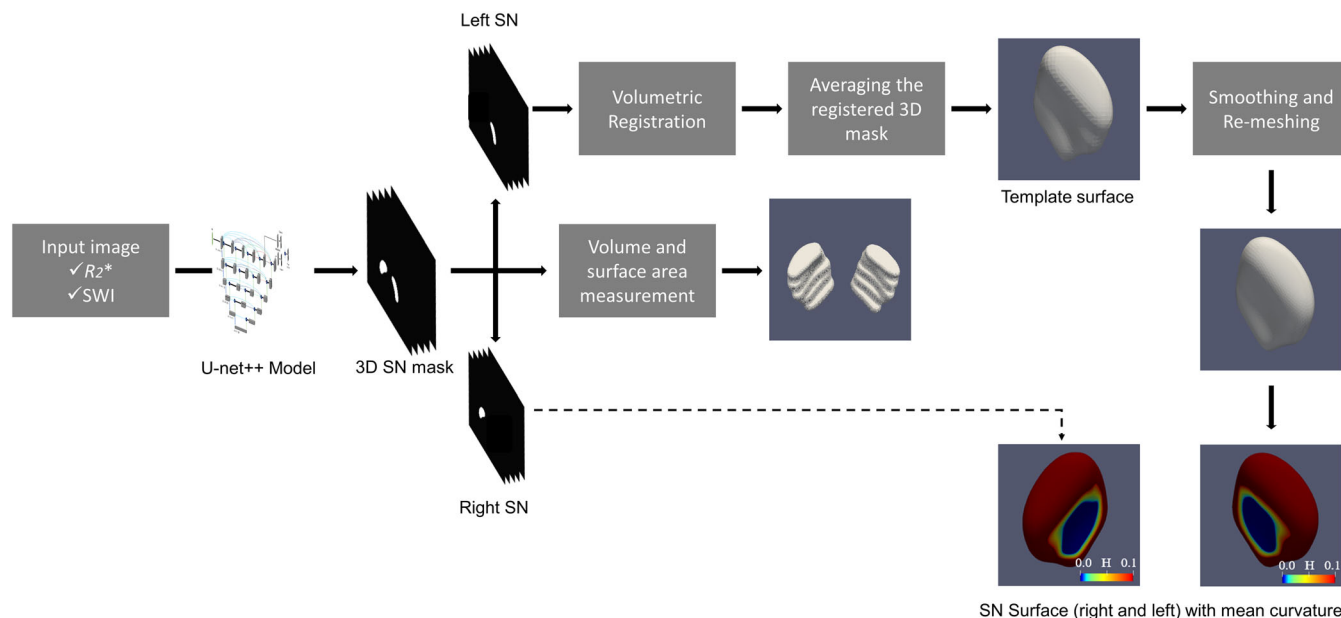 Left SN
Volumetric
Registration
Averaging the
registered 3D
mask
Smoothing and
Re-meshing
Template surface
Input image
✓R2*
✓SWI
Volume and
surface area
measurement
U-net++ Model
3D SN mask
Right SN
0.0 H 0.1
0.0 H 0.1
SN Surface (right and left) with mean curvature